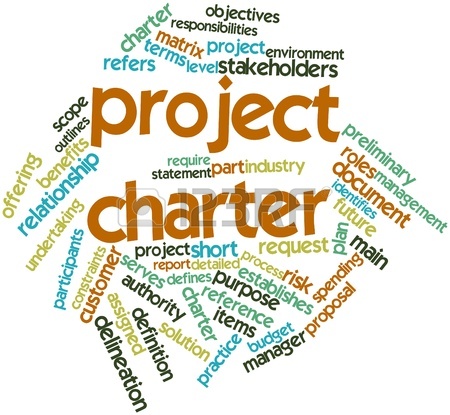 objectives
responsibilities
charter
matrix
project
environment
terms
refers
level
stakeholders
project
scope
outlines
benefits
offering
relationship
undertaking
require
statement
part
industry
preliminary
roles
management
document
identifies
future
charter
123RF
participants
constraints
customer
project
short
request
plan
main
report
detailed
process
risk
spending
proposal
serves
defines
purpose
establishes
authority
assigned
definition
delineation
charter
reference
items
solution
practice
budget
manager